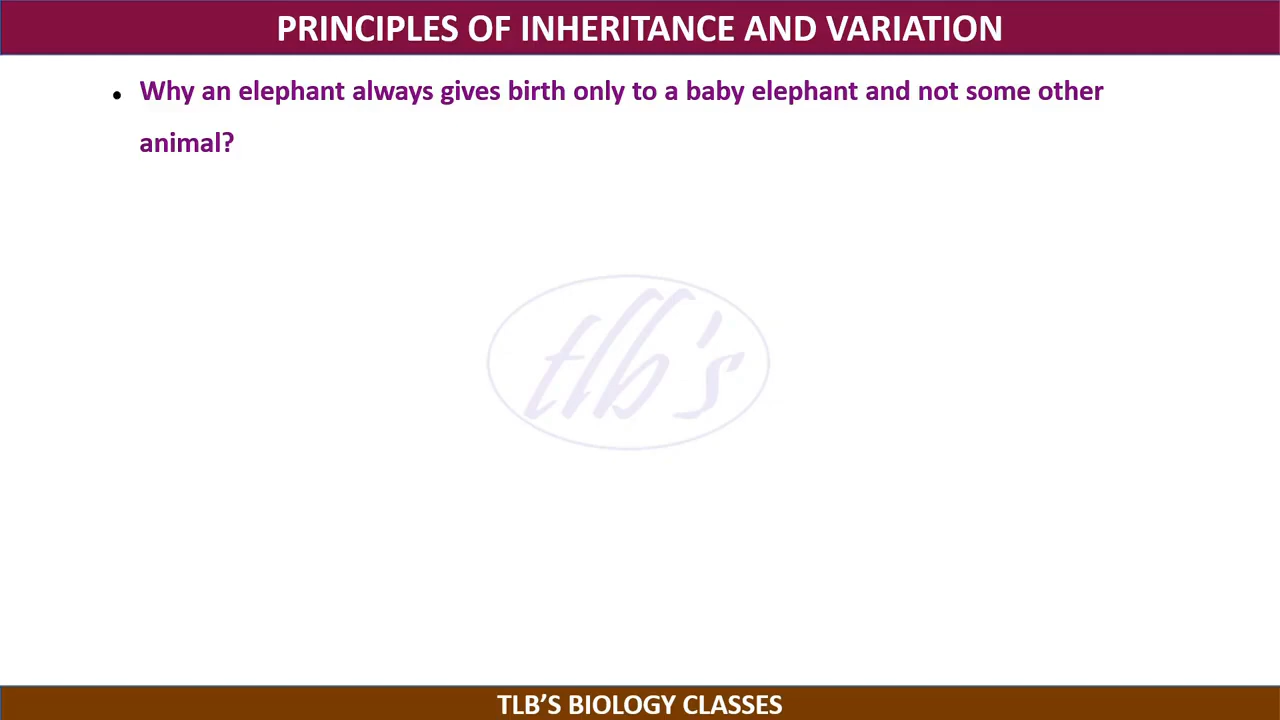 PRINCIPLES OF INHERITANCE AND VARIATION
• Why an elephant always gives birth only to a baby elephant and not some other
animal?
tlb's
TLB’S BIOLOGY CLASSES